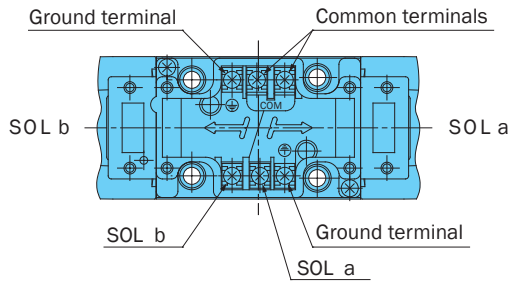 Ground terminal
Common terminals
COM
SOL b
SOL a
SOL b
Ground terminal
SOL a